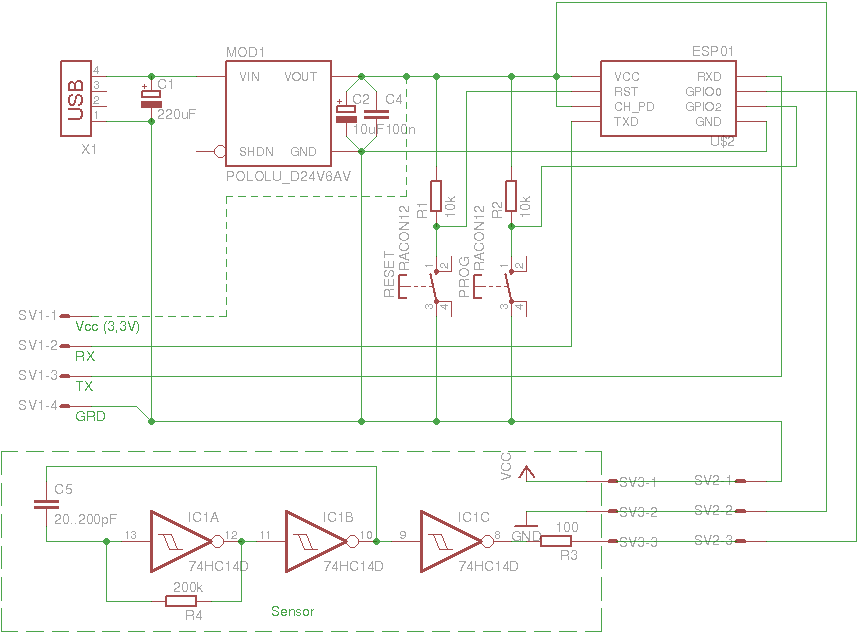 MOD1
ESP01
4
3
2
1
USB
X1
+
C1
220uF
VIN
VOUT
SHDN
GND
POLOLU_D24V6AV
+
C2
C4
10uF
100n
VCC
RXD
RST
GPIO0
CH_PD
GPIO2
TXD
GND
U$2
R1
10k
R2
10k
RESET
RACON12
1
2
3
4
PROG
RACON12
1
2
3
4
SV1-1
Vcc (3,3V)
SV1-2
RX
SV1-3
TX
SV1-4
GRD
C5
20..200pF
13
IC1A
12
74HC14D
11
IC1B
10
74HC14D
9
IC1C
8
74HC14D
200k
R4
Sensor
VCC
GND
100
R3
SV3-1
SV2-1
SV3-2
SV2-2
SV3-3
SV2-3